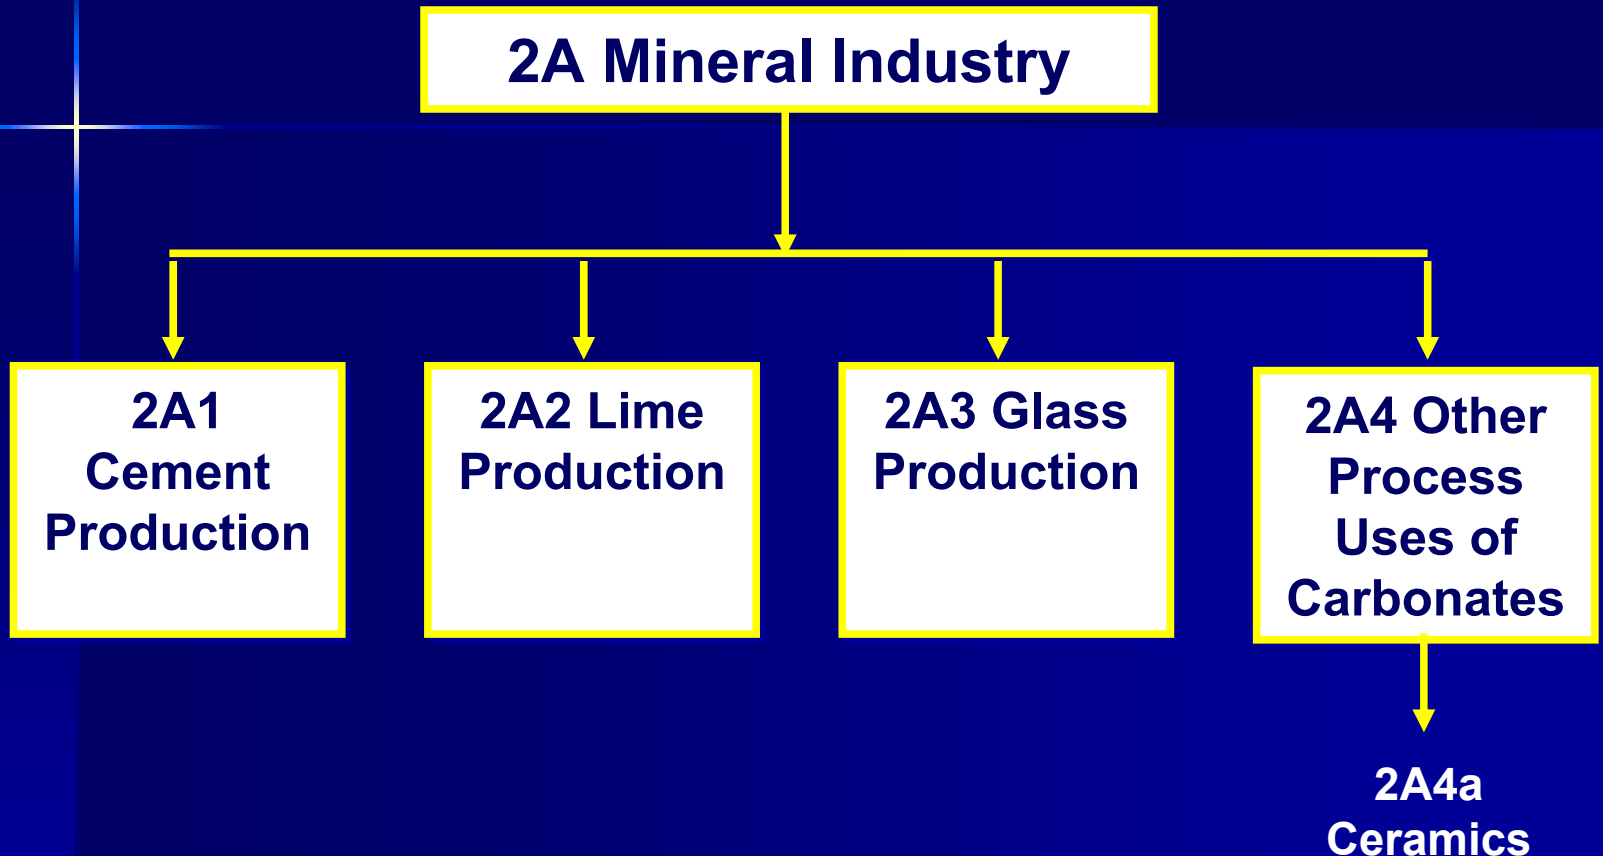 2A Mineral Industry
2A1
Cement
Production
2A2 Lime
Production
2A3 Glass
Production
2A4 Other
Process
Uses of
Carbonates
2A4a
Ceramics